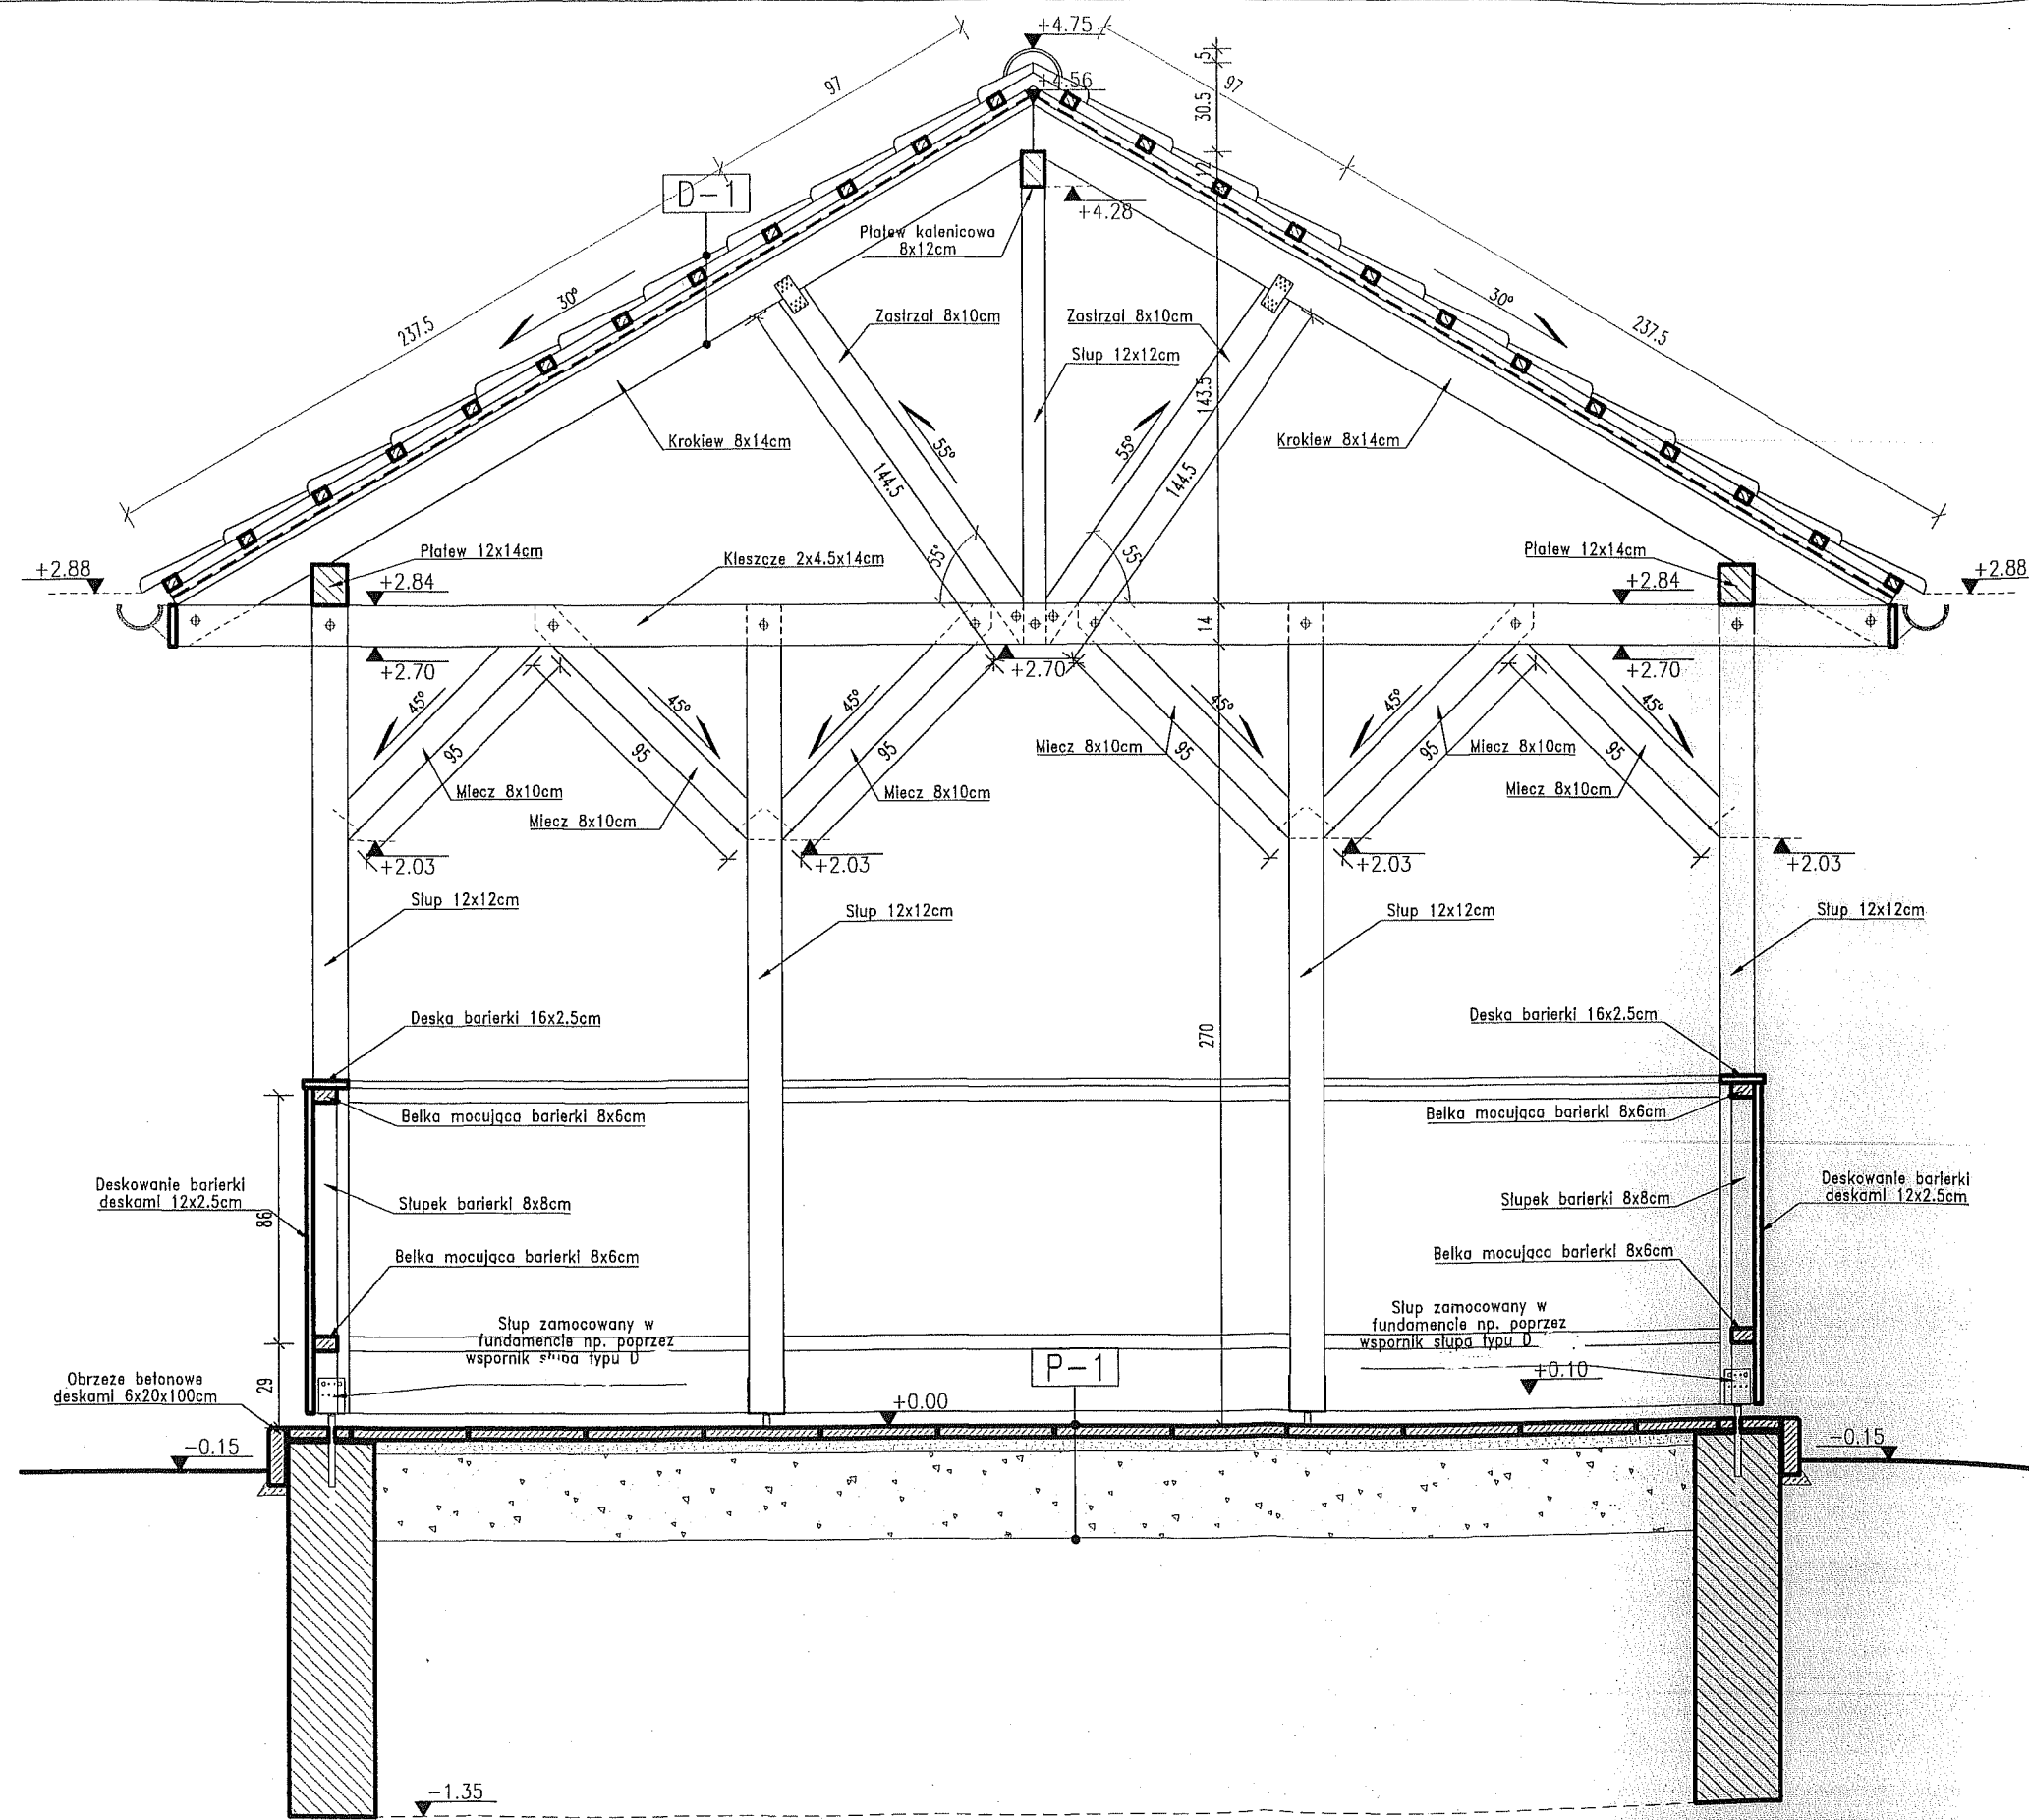 +4.75
5
97
97
+4.56
30.5
12
D-1
+4.28
Płatew kalenicowa
8x12cm
30°
30°
237.5
237.5
Zastrzał 8x10cm
Zastrzał 8x10cm
Słup 12x12cm
143.5
Krokiew 8x14cm
55°
55°
Krokiew 8x14cm
144.5
144.5
Płatew 12x14cm
Kleszcze 2x4.5x14cm
55°
55°
Płatew 12x14cm
+2.88
+2.84
+2.84
+2.88
14
+2.70
+2.70
+2.70
45°
45°
45°
45°
45°
45°
95
95
95
95
95
95
Miecz 8x10cm
Miecz 8x10cm
Miecz 8x10cm
Miecz 8x10cm
Miecz 8x10cm
Miecz 8x10cm
+2.03
+2.03
+2.03
+2.03
Słup 12x12cm
Słup 12x12cm
Słup 12x12cm
Słup 12x12cm
Deska barierki 16x2.5cm
Deska barierki 16x2.5cm
270
Belka mocująca barierki 8x6cm
Belka mocująca barierki 8x6cm
Deskowanie barierki
deskami 12x2.5cm
Deskowanie barierki
deskami 12x2.5cm
86
Słupek barierki 8x8cm
Słupek barierki 8x8cm
Belka mocująca barierki 8x6cm
Belka mocująca barierki 8x6cm
Słup zamocowany w
fundamencie np. poprzez
wspornik słupa typu D
Słup zamocowany w
fundamencie np. poprzez
wspornik słupa typu D
P-1
+0.10
Obrzeże betonowe
deskami 6x20x100cm
29
+0.00
-0.15
-0.15
-1.35